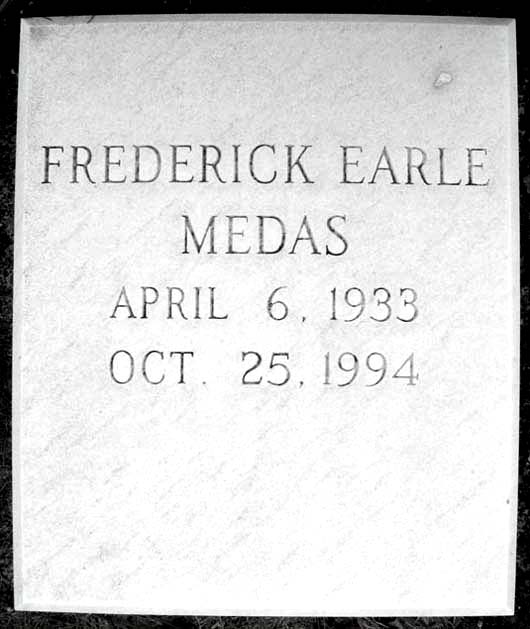 FREDERICK EARLE
MEDAS
APRIL 6, 1933
OCT. 25, 1994